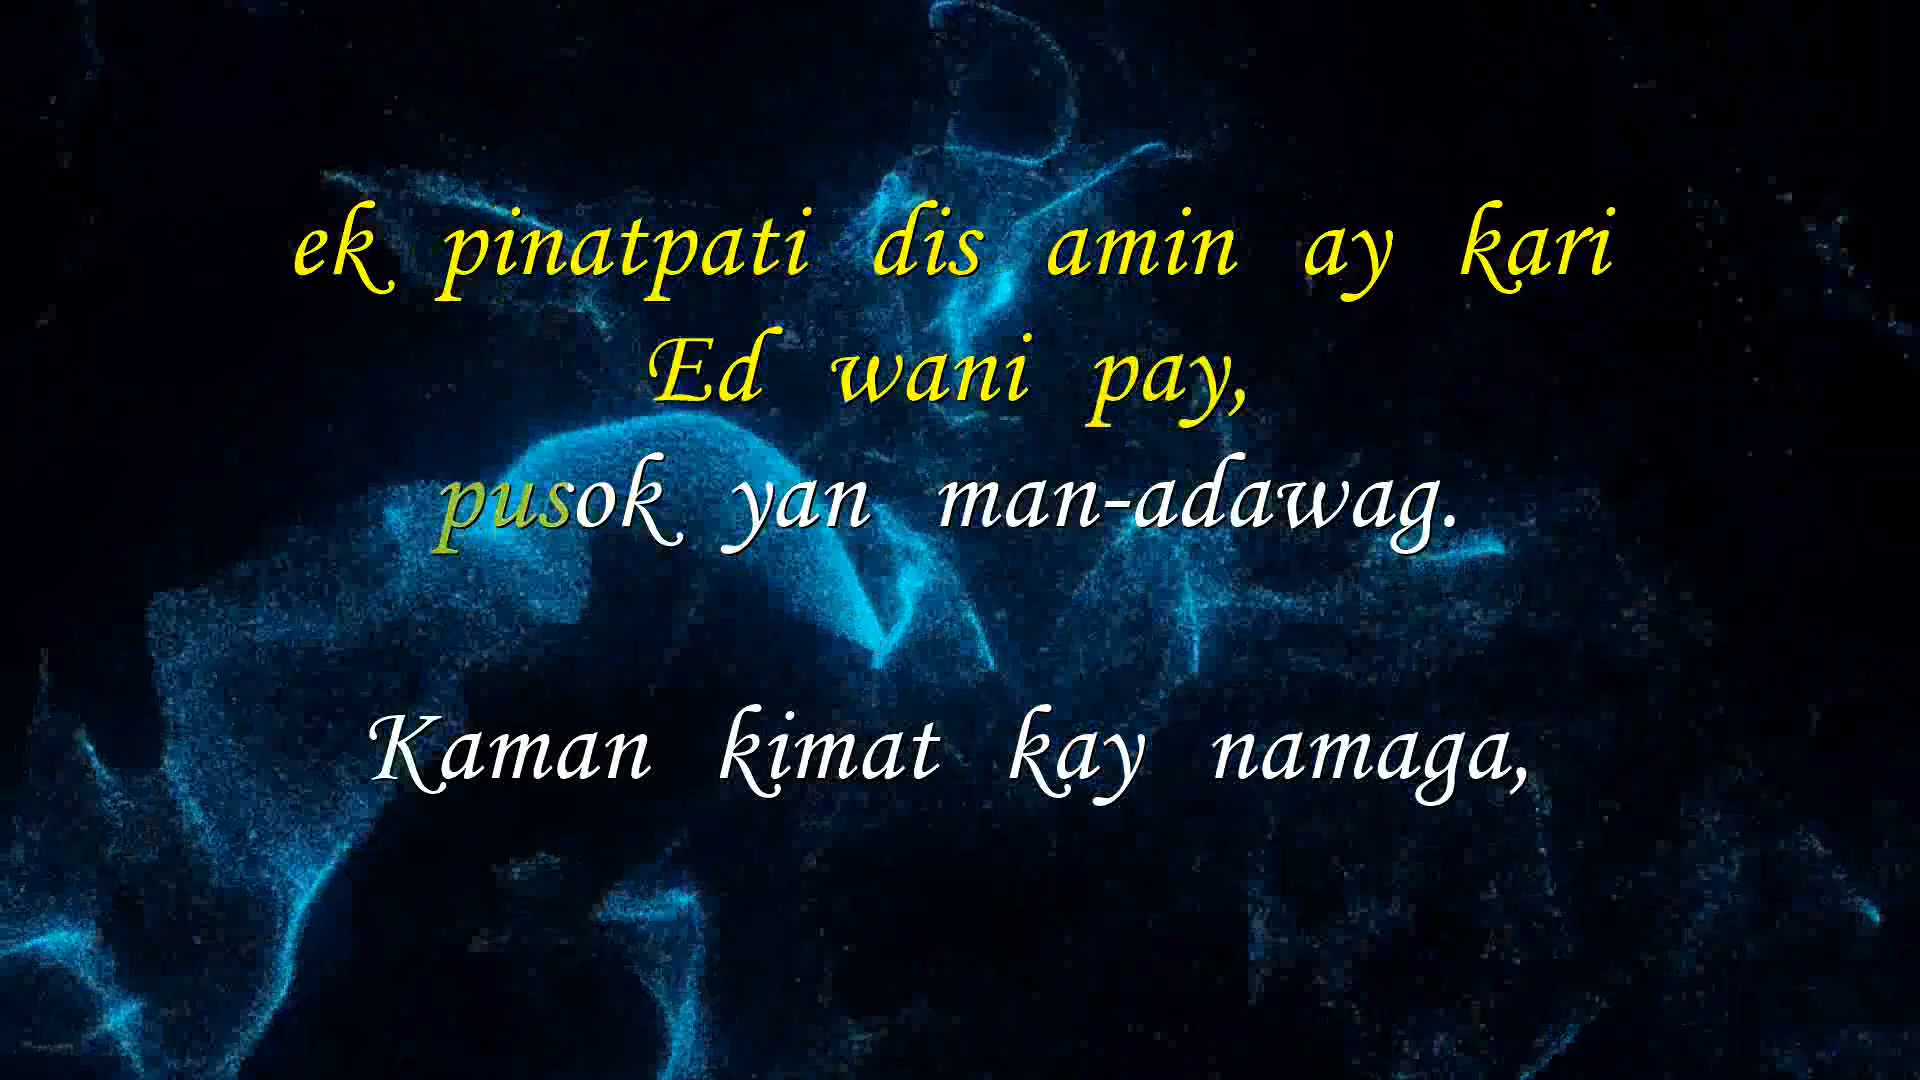 ek pinatpati dis amin ay kari
Ed wani pay,
pusok yan man-adawag.
Kaman kimat kay namaga,